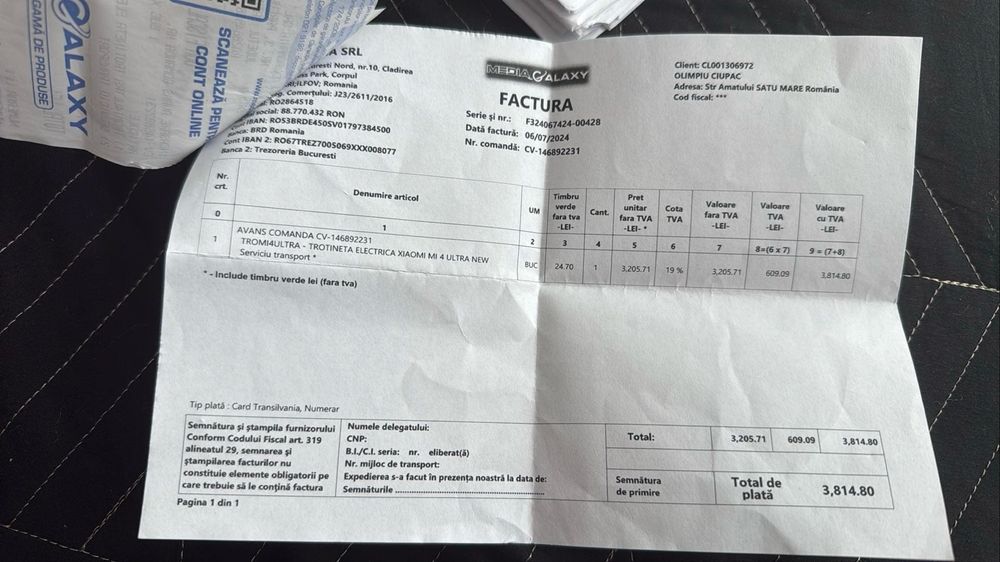 GALAXY
GAMĂ DE PRODUSE
SCANEAZĂ PEN
CONT ONLINE
A SRL
uresti Nord, nr.10, Cladirea
ess Park, Corpul
RI;ILFOV; Romania
eg. Comerțului: J23/2611/2016
RO2864518
l social: 88.770.432 RON
Cont IBAN: RO53BRDE450SV01797384500
Banca: BRD Romania
Cont IBAN 2: RO67TREZ7005069XXX008077
Banca 2: Trezoreria Bucuresti
MEDIA GALAXY
FACTURA
Serie și nr.: F324067424-00428
Dată factură: 06/07/2024
Nr. comandă: CV-146892231
Client: CL001306972
OLIMPIU CIUPAC
Adresa: Str Amatului SATU MARE România
Cod fiscal: ***
Nr. crt. Denumire articol UM Timbru verde fara tva -LEI- Cant. Pret unitar fara TVA -LEI- * Cota TVA Valoare fara TVA -LEI- Valoare TVA -LEI- Valoare cu TVA -LEI-
0 1 2 3 4 5 6 7 8=(6 x 7) 9 = (7+8)
1 AVANS COMANDA CV-146892231
TROMI4ULTRA - TROTINETA ELECTRICA XIAOMI MI 4 ULTRA NEW
Serviciu transport * BUC 24.70 1 3,205.71 19 % 3,205.71 609.09 3,814.80
* - Include timbru verde lei (fara tva)
Tip plată : Card Transilvania, Numerar
Semnătura și ștampila furnizorului
Conform Codului Fiscal art. 319
alineatul 29, semnarea și
ștampilarea facturilor nu
constituie elemente obligatorii pe
care trebuie să le conțină factura
Numele delegatului:
CNP:
B.I./C.I. seria: nr. eliberat(ă)
Nr. mijloc de transport:
Expedierea s-a facut în prezența noastră la data de:
Semnăturile ................................................
Total: 3,205.71 609.09 3,814.80
Semnătura
de primire
Total de
plată 3,814.80
Pagina 1 din 1